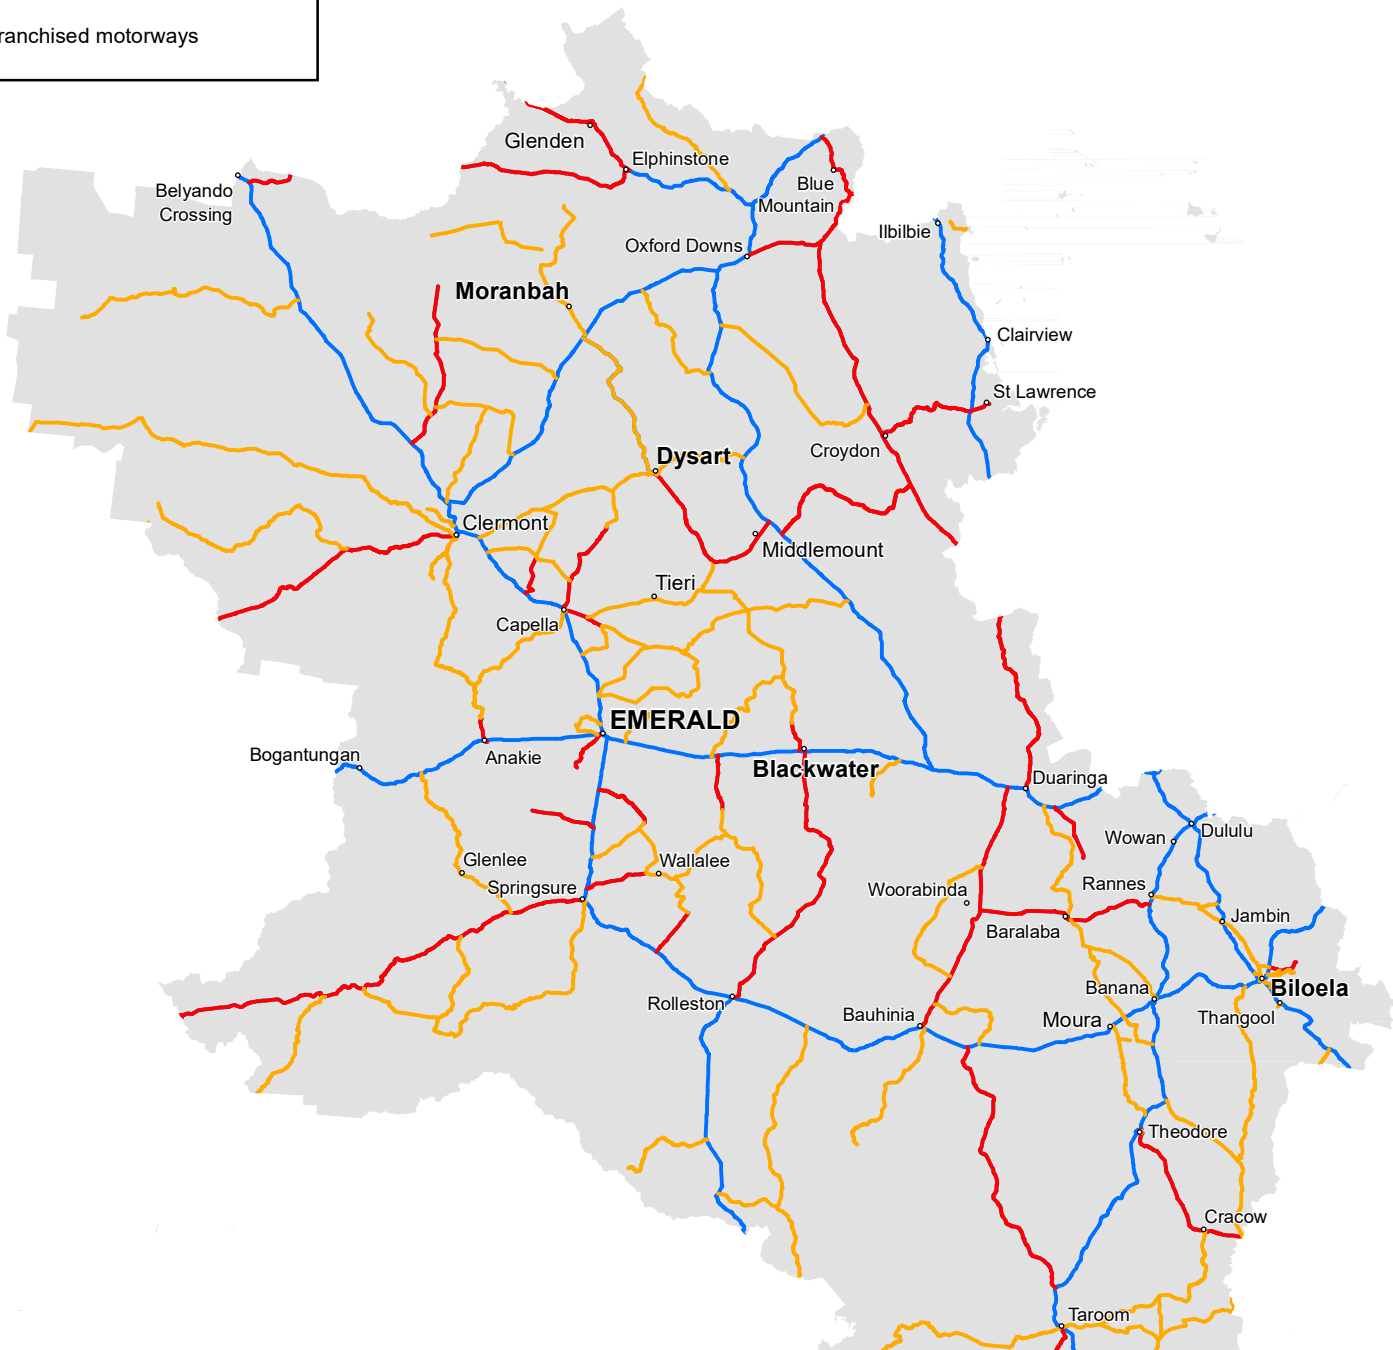 ranchised motorways
Glenden
Elphinstone
Belyando
Crossing
Blue
Mountain
Ilbilbie
Oxford Downs
Moranbah
Clairview
St Lawrence
Croydon
Dysart
Clermont
Middlemount
Tieri
Capella
EMERALD
Bogantungan
Anakie
Blackwater
Duaringa
Dululu
Wowan
Glenlee
Wallalee
Springsure
Woorabinda
Rannes
Jambin
Baralaba
Banana
Biloela
Rolleston
Bauhinia
Moura
Thangool
Theodore
Cracow
Taroom